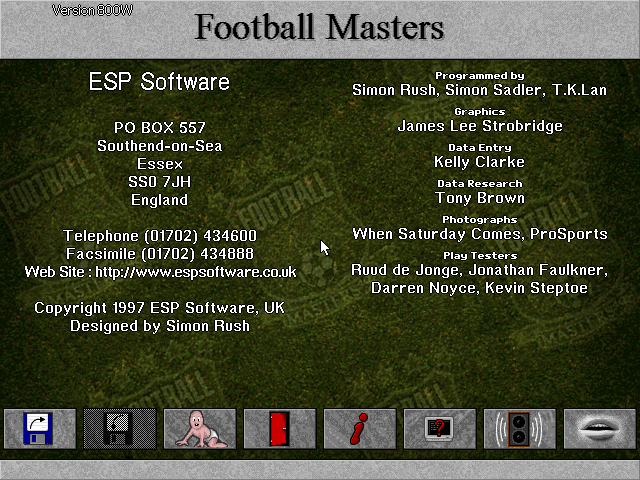 Version 800W
Football Masters
ESP Software
PO BOX 557
Southend-on-Sea
Essex
SS0 7JH
England
Telephone (01702) 434600
Facsimile (01702) 434888
Web Site : http://www.espsoftware.co.uk
Copyright 1997 ESP Software, UK
Designed by Simon Rush
Programmed by
Simon Rush, Simon Sadler, T.K.Lan
Graphics
James Lee Strobridge
Data Entry
Kelly Clarke
Data Research
Tony Brown
Photographs
When Saturday Comes, ProSports
Play Testers
Ruud de Jonge, Jonathan Faulkner,
Darren Noyce, Kevin Steptoe
FOOTBALL
FOOTBALL
FOOTBALL